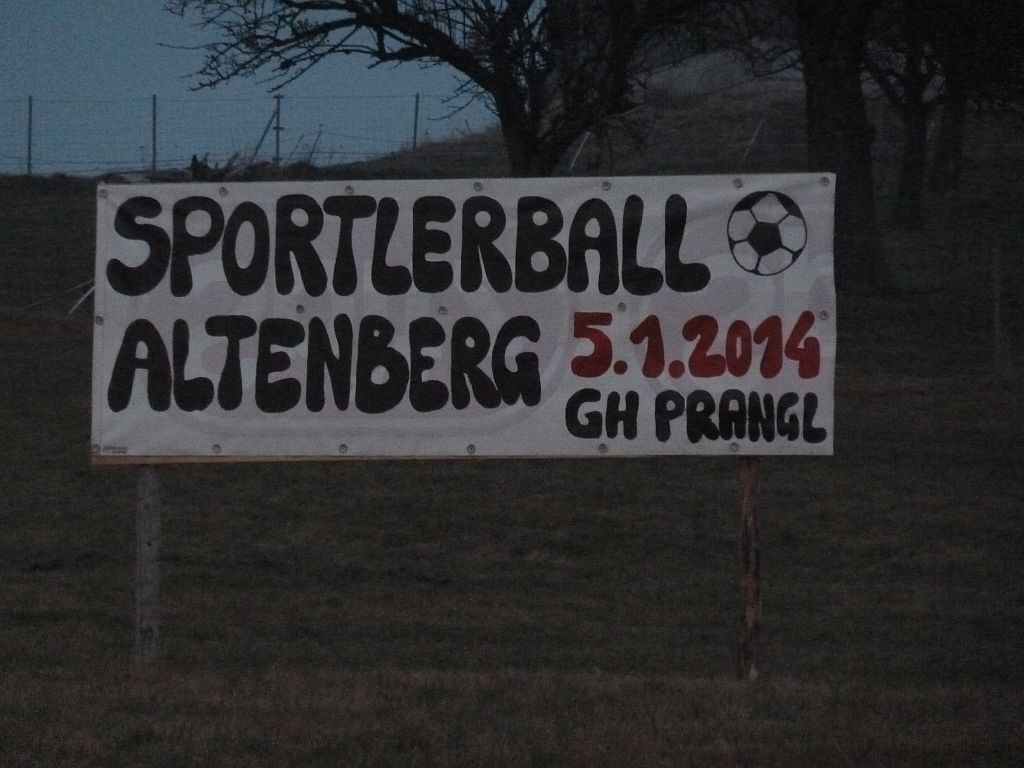 SPORTLERBALL
ALTENBERG 5.1.2014
GH PRANGL